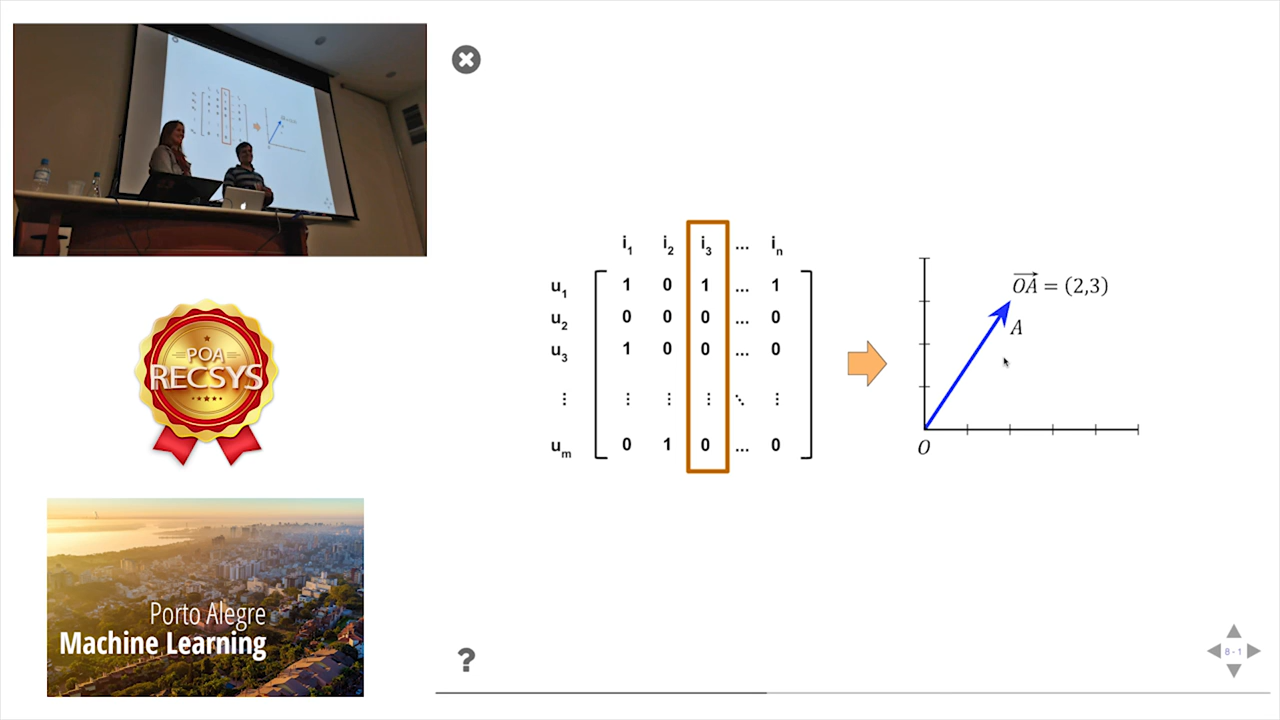 POA
RECSYS
Porto Alegre
Machine Learning
i1 i2 i3 ... in
u1 1 0 1 ... 1
u2 0 0 0 ... 0
u3 1 0 0 ... 0
⋮ ⋮ ⋮ ⋮ ⋱ ⋮
um 0 1 0 ... 0
OA = (2,3)
A
O
?
8 - 1